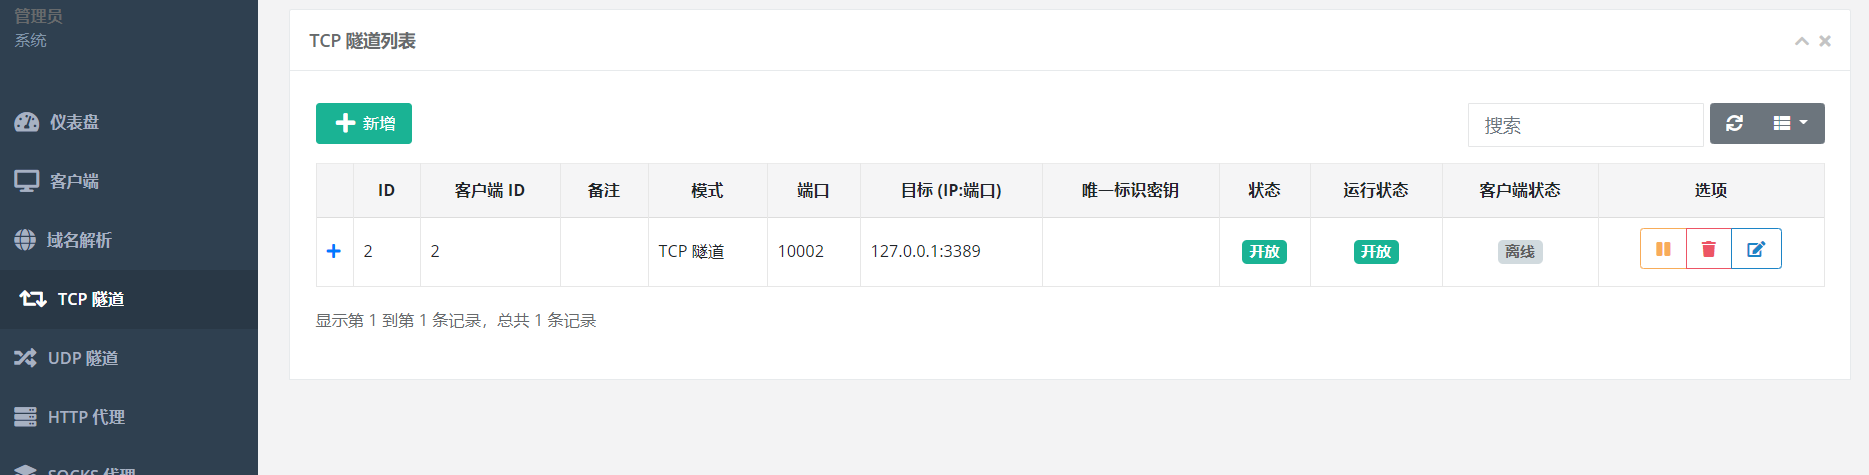 管理员
系统
仪表盘
客户端
域名解析
TCP 隧道
UDP 隧道
HTTP 代理
SOCKS 代理
TCP 隧道列表
新增
搜索
ID 客户端 ID 备注 模式 端口 目标 (IP:端口) 唯一标识密钥 状态 运行状态 客户端状态 选项
2 2 TCP 隧道 10002 127.0.0.1:3389 开放 开放 离线
显示第 1 到第 1 条记录，总共 1 条记录